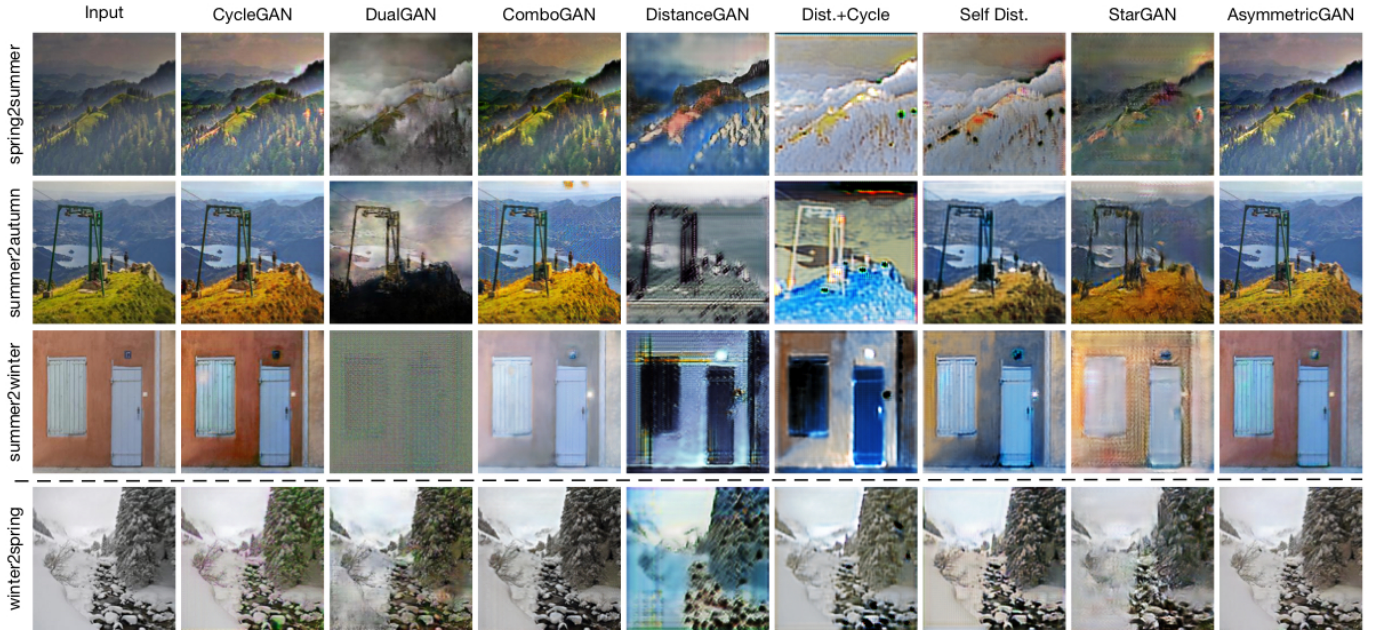 Input CycleGAN DualGAN ComboGAN DistanceGAN Dist.+Cycle Self Dist. StarGAN AsymmetricGAN
spring2summer
summer2autumn
summer2winter
winter2spring